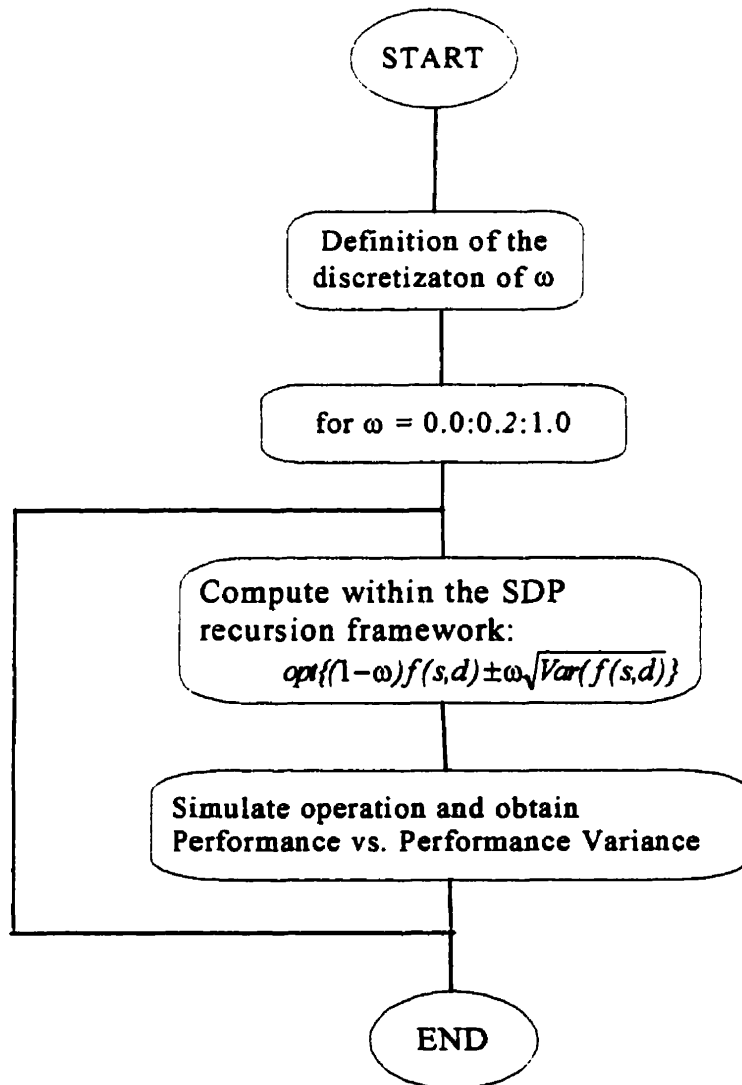 START
Definition of the
discretizaton of ω
for ω = 0.0:0.2:1.0
Compute within the SDP
recursion framework:
opt{(1−ω)f(s,d)±ω√Var(f(s,d)}
Simulate operation and obtain
Performance vs. Performance Variance
END